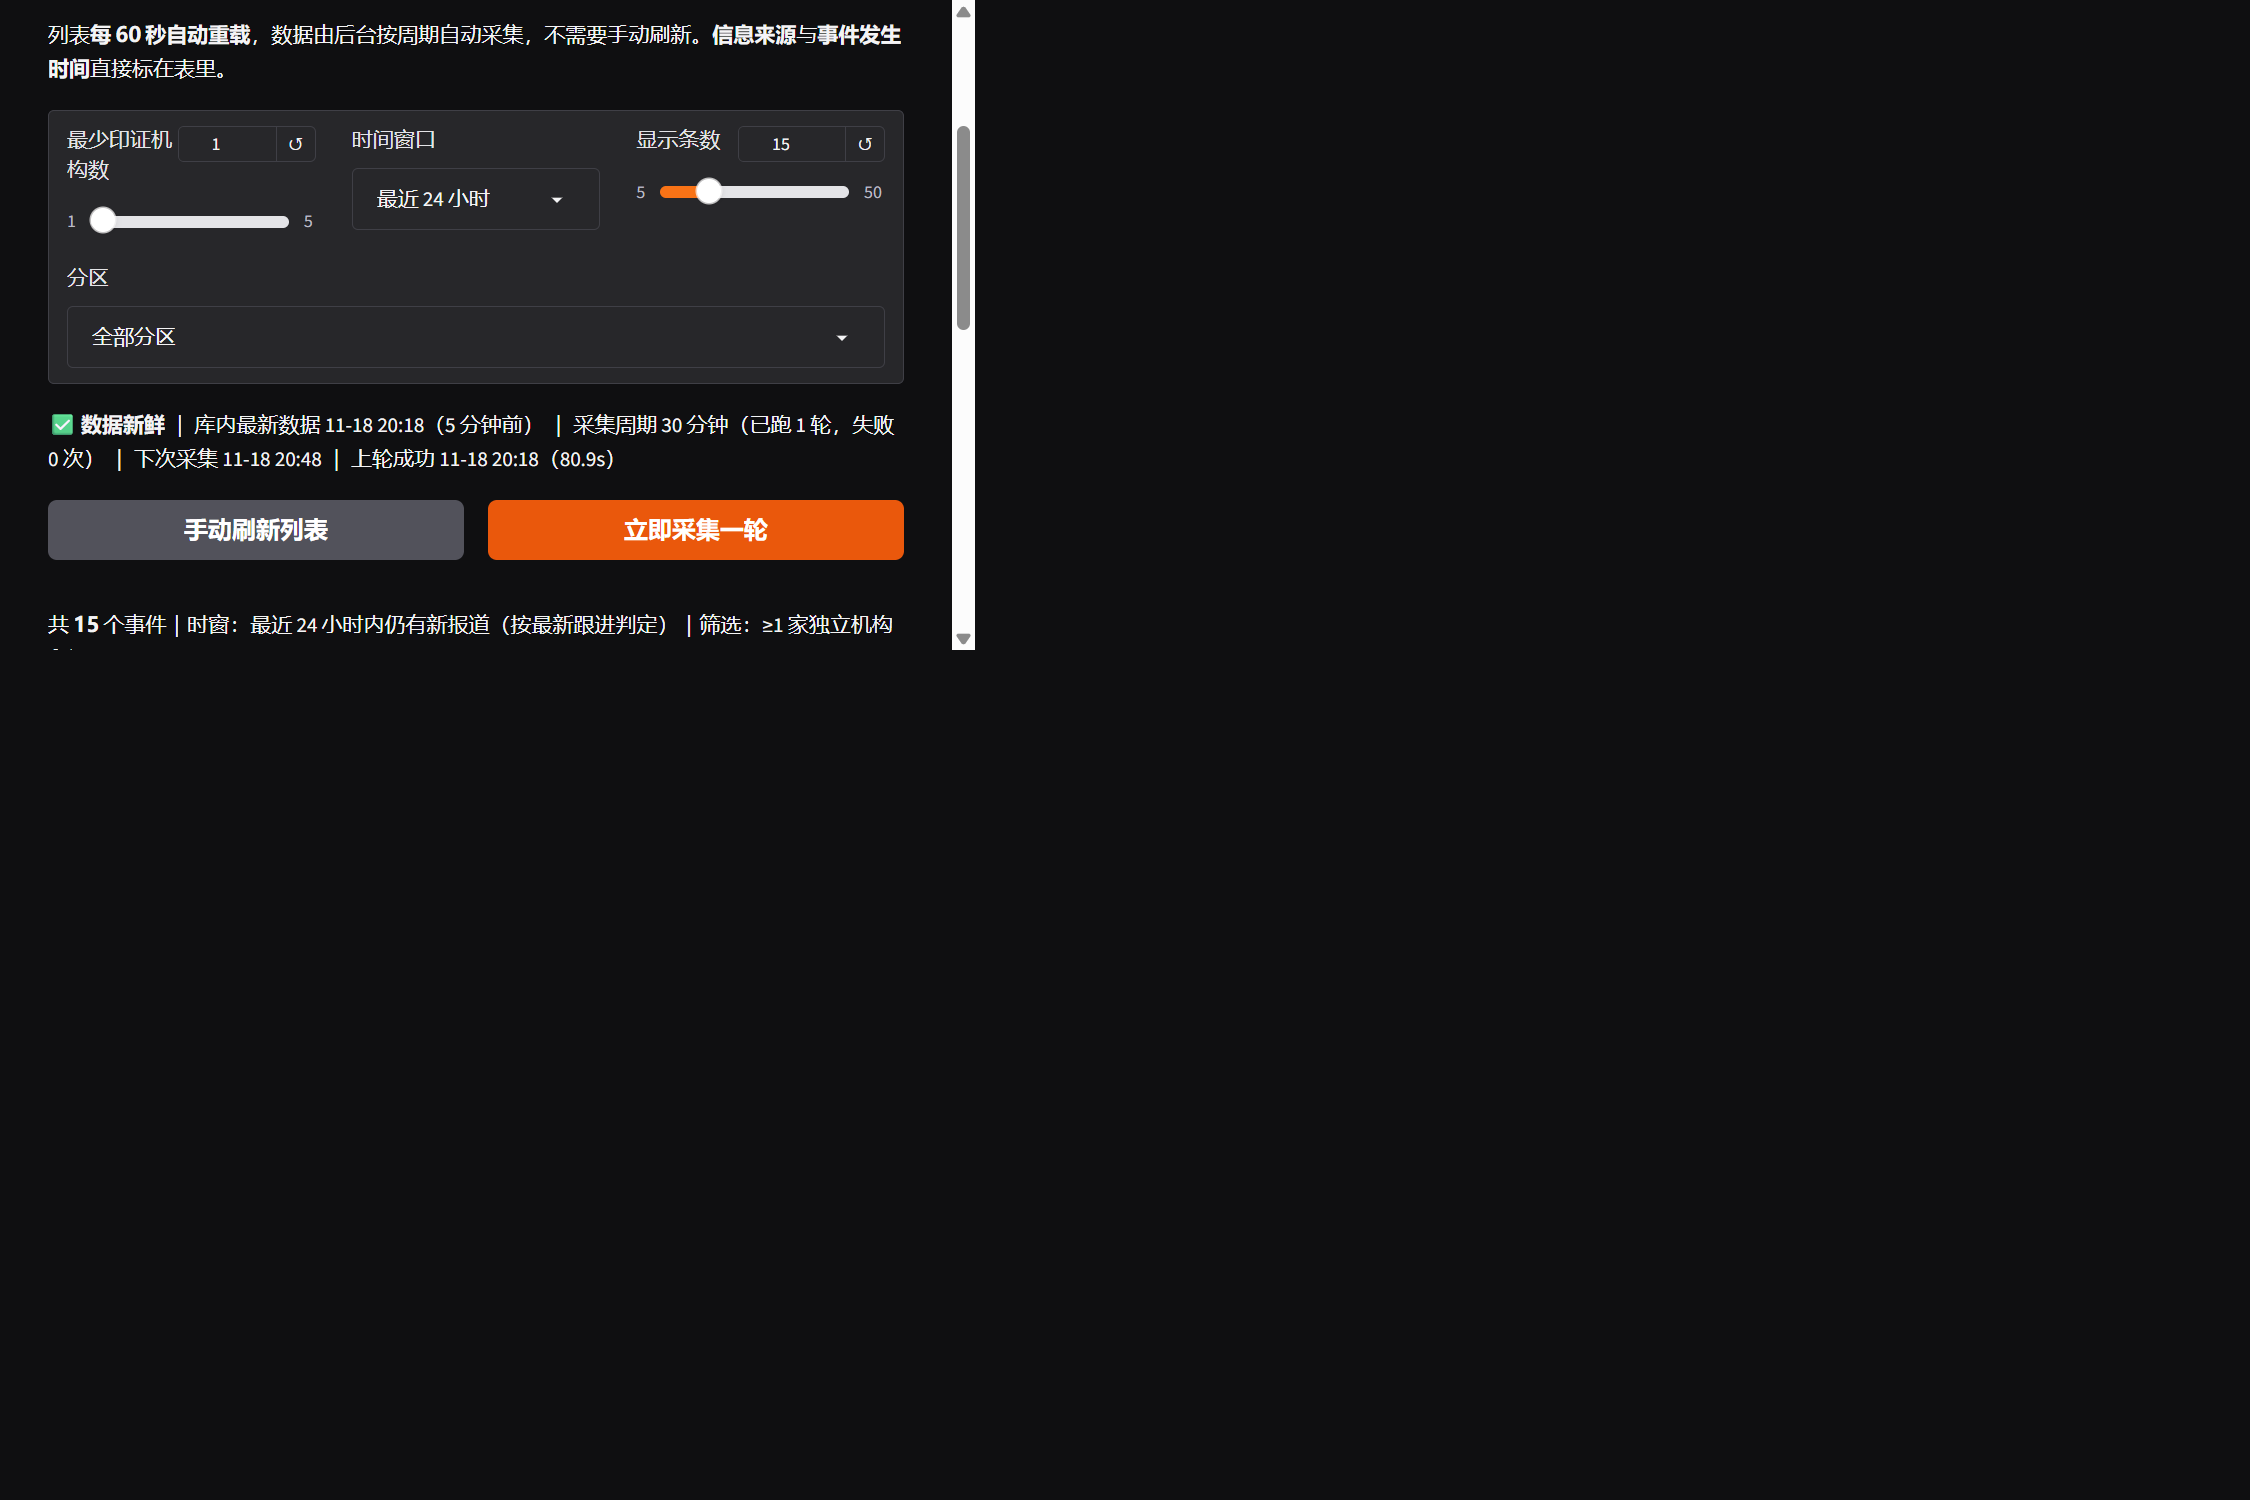 列表每 60 秒自动重载，数据由后台按周期自动采集，不需要手动刷新。信息来源与事件发生
时间直接标在表里。
最少印证机构数
1
↺
1
5
时间窗口
最近 24 小时
显示条数
15
↺
5
50
分区
全部分区
✅ 数据新鲜 ｜ 库内最新数据 11-18 20:18（5 分钟前） ｜ 采集周期 30 分钟（已跑 1 轮，失败
0 次） ｜ 下次采集 11-18 20:48 ｜ 上轮成功 11-18 20:18（80.9s）
手动刷新列表
立即采集一轮
共 15 个事件 | 时窗：最近 24 小时内仍有新报道（按最新跟进判定） | 筛选：≥1 家独立机构